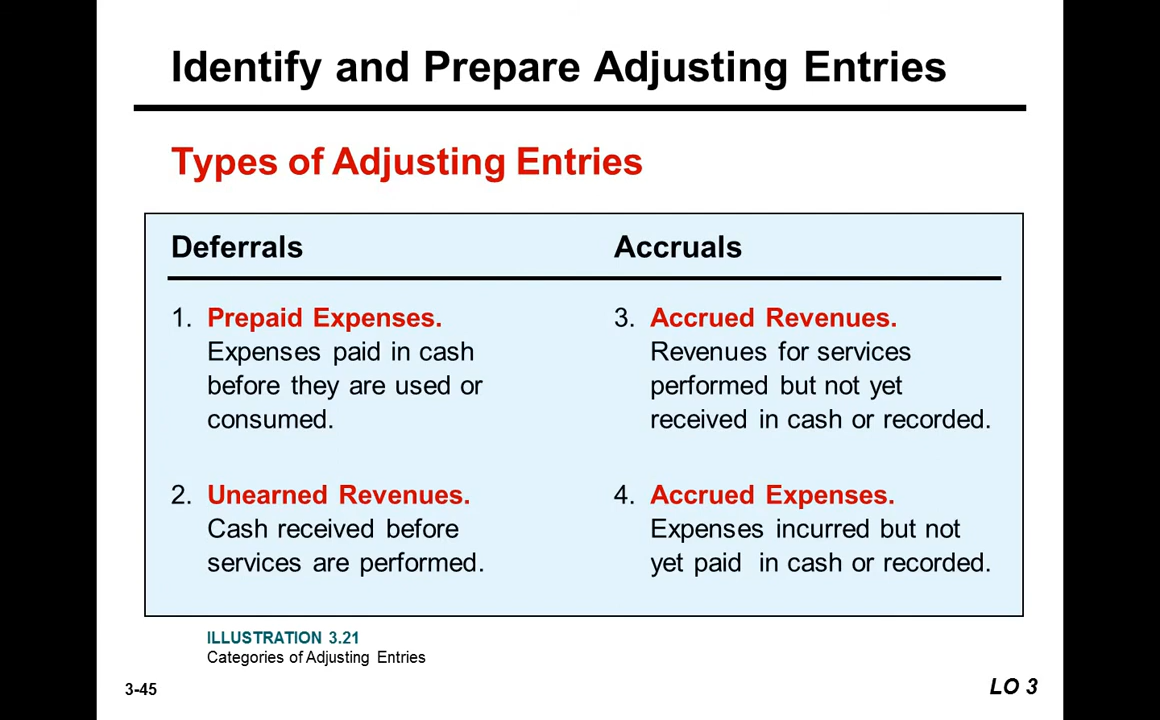 Identify and Prepare Adjusting Entries
Types of Adjusting Entries
Deferrals
1. Prepaid Expenses.
Expenses paid in cash
before they are used or
consumed.
2. Unearned Revenues.
Cash received before
services are performed.
Accruals
3. Accrued Revenues.
Revenues for services
performed but not yet
received in cash or recorded.
4. Accrued Expenses.
Expenses incurred but not
yet paid in cash or recorded.
ILLUSTRATION 3.21
Categories of Adjusting Entries
3-45
LO 3